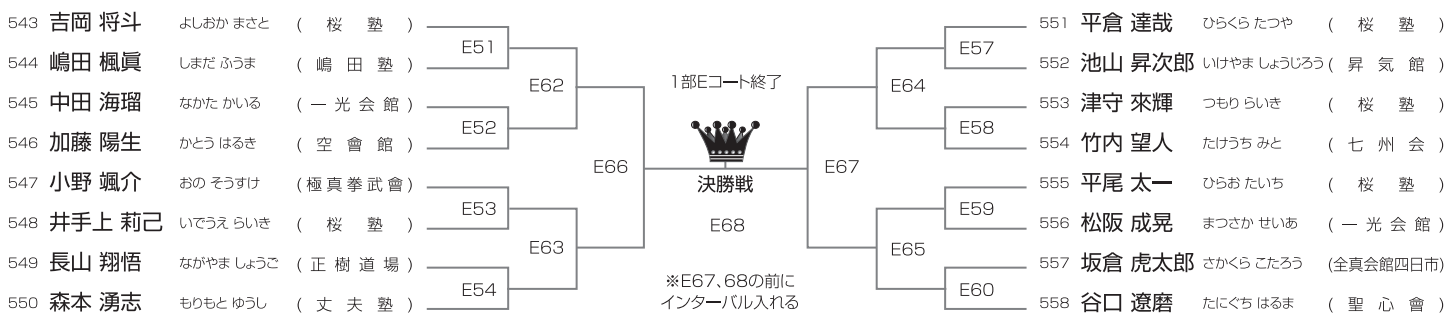 543 吉岡 将斗 よしおか まさと ( 桜 塾 )
544 嶋田 楓眞 しまだ ふうま ( 嶋 田 塾 )
545 中田 海瑠 なかた かいる ( 一 光 会 館 )
546 加藤 陽生 かとう はるき ( 空 會 館 )
547 小野 颯介 おの そうすけ (極真拳武會)
548 井手上 莉己 いでうえ らいき ( 桜 塾 )
549 長山 翔悟 ながやま しょうご ( 正 樹 道 場 )
550 森本 湧志 もりもと ゆうし ( 丈 夫 塾 )
E51
E52
E53
E54
E62
E63
E66
1部Eコート終了
決勝戦
E68
※E67、68の前に
インターバル入れる
E67
E64
E65
E57
E58
E59
E60
551 平倉 達哉 ひらくら たつや ( 桜 塾 )
552 池山 昇次郎 いけやま しょうじろう ( 昇 気 館 )
553 津守 來輝 つもり らいき ( 桜 塾 )
554 竹内 望人 たけうち みと ( 七 州 会 )
555 平尾 太一 ひらお たいち ( 桜 塾 )
556 松阪 成晃 まつさか せいあ ( 一 光 会 館 )
557 坂倉 虎太郎 さかくら こたろう (全真会館四日市)
558 谷口 遼磨 たにぐち はるま ( 聖 心 會 )